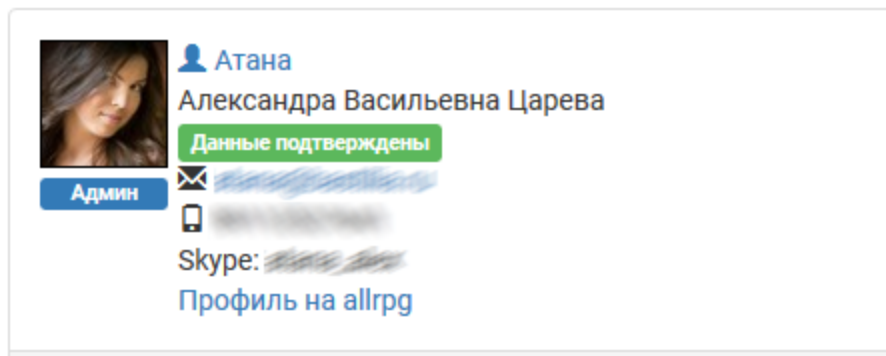 Атана
Александра Васильевна Царева
Данные подтверждены
Админ
Skype:
Профиль на allrpg